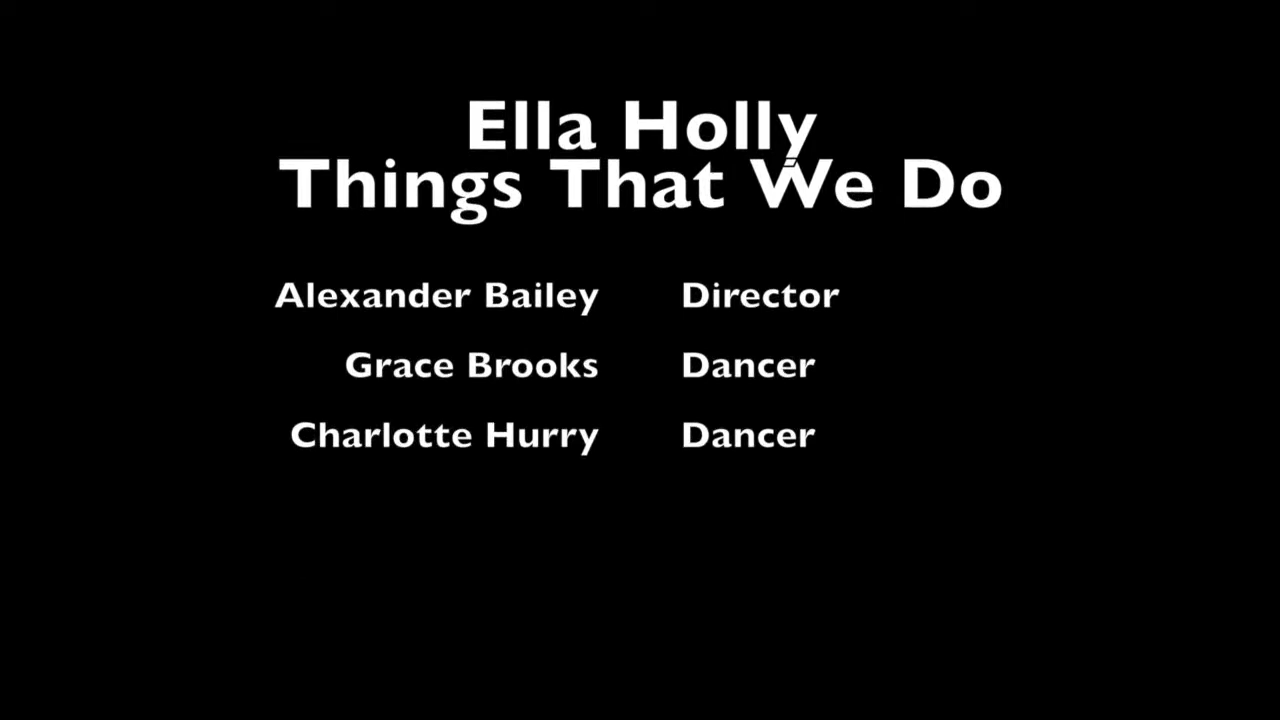 Ella Holly
Things That We Do
Alexander Bailey Director
Grace Brooks Dancer
Charlotte Hurry Dancer